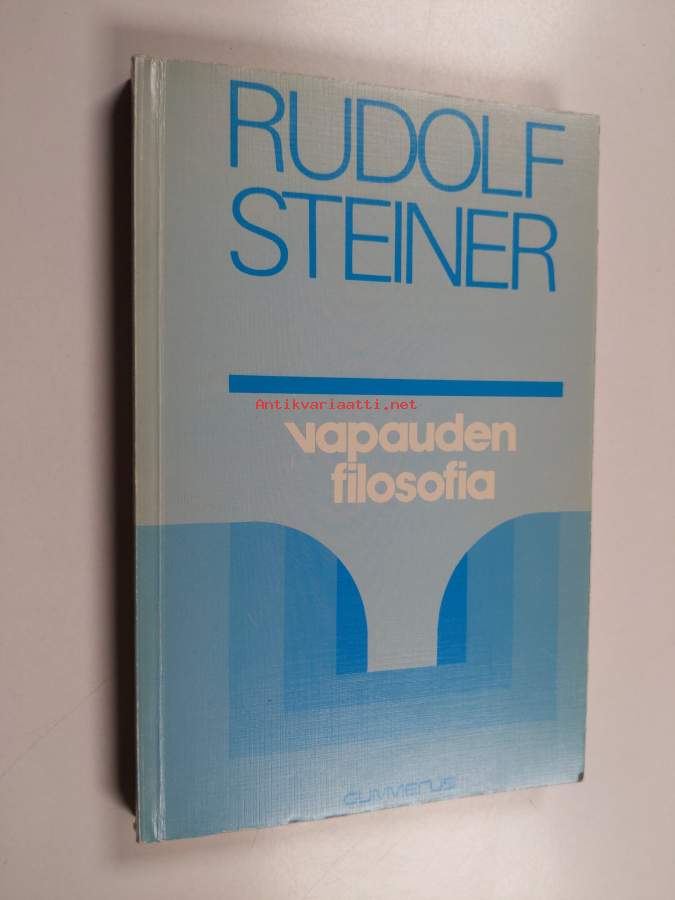 RUDOLF
STEINER
Antikvariaatti.net
vapauden
filosofia
GUMMERUS